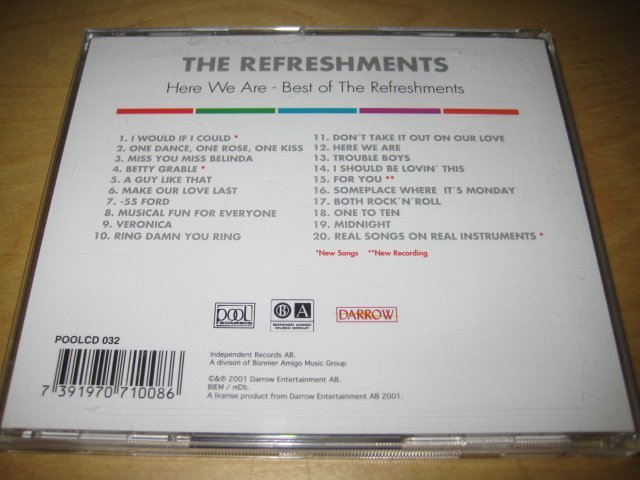 THE REFRESHMENTS
Here We Are - Best of The Refreshments
1. I WOULD IF I COULD *
2. ONE DANCE, ONE ROSE, ONE KISS
3. MISS YOU MISS BELINDA
4. BETTY GRABLE *
5. A GUY LIKE THAT
6. MAKE OUR LOVE LAST
7. -55 FORD
8. MUSICAL FUN FOR EVERYONE
9. VERONICA
10. RING DAMN YOU RING
11. DON´T TAKE IT OUT ON OUR LOVE
12. HERE WE ARE
13. TROUBLE BOYS
14. I SHOULD BE LOVIN´ THIS
15. FOR YOU **
16. SOMEPLACE WHERE IT´S MONDAY
17. BOTH ROCK´N´ROLL
18. ONE TO TEN
19. MIDNIGHT
20. REAL SONGS ON REAL INSTRUMENTS *
*New Songs **New Recording
POOL
SOUNDS
B A
BONNIER AMIGO
MUSIC GROUP
DARROW
POOLCD 032
7 391970 710086
Independent Records AB.
A divison of Bonnier Amigo Music Group
©&℗ 2001 Darrow Entertainment AB.
BIEM / n©b.
A license product from Darrow Entertainment AB 2001.